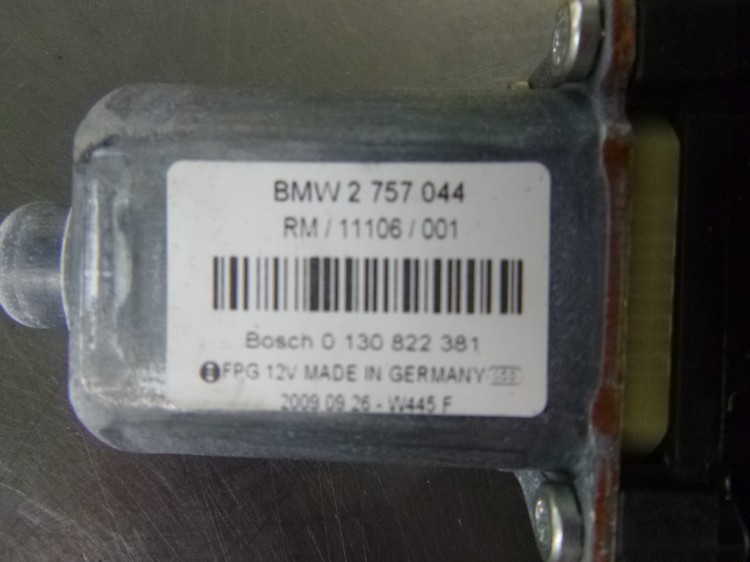 BMW 2 757 044
RM / 11106 / 001
Bosch 0 130 822 381
FPG 12V MADE IN GERMANY
2009 09 26 - W445 F